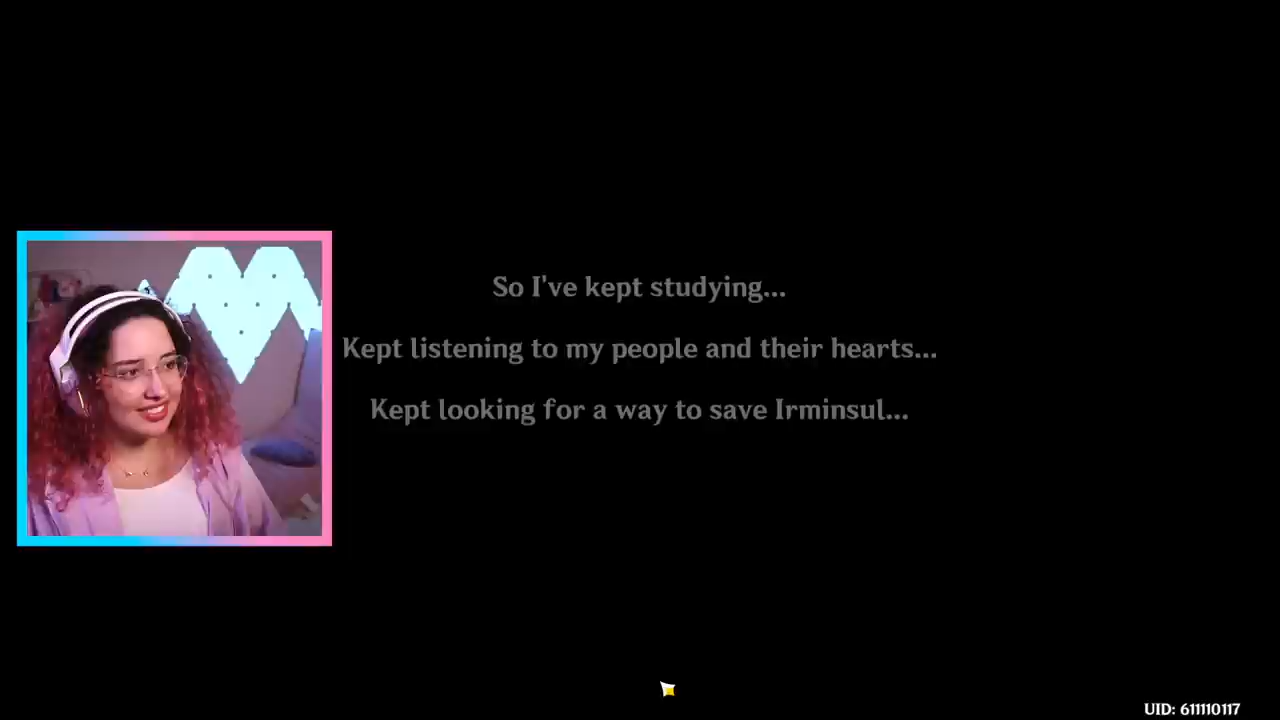 So I've kept studying...
Kept listening to my people and their hearts...
Kept looking for a way to save Irminsul...
UID: 611110117